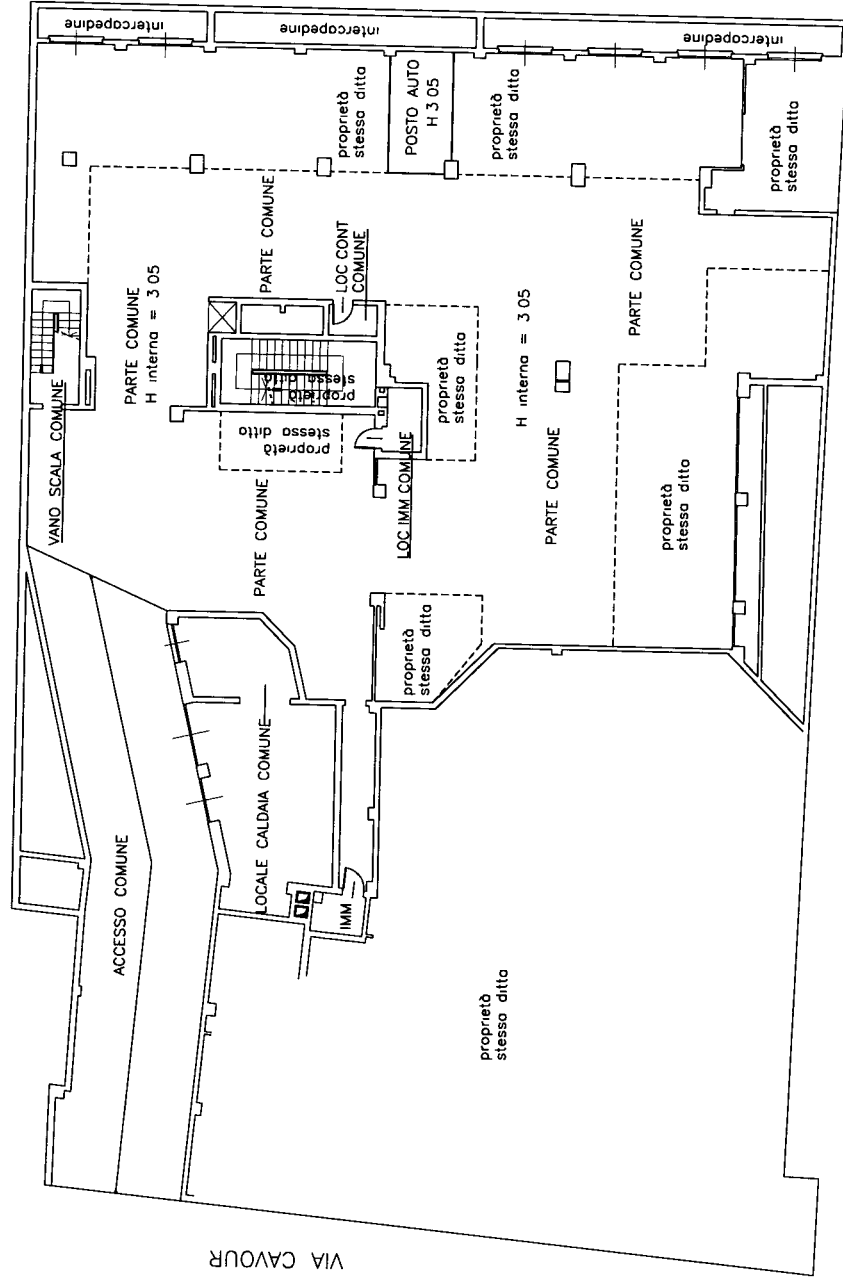 VANO SCALA COMUNE
ACCESSO COMUNE
PARTE COMUNE
H interna = 3 05
intercapedine
LOCALE CALDAIA COMUNE
PARTE COMUNE
PARTE COMUNE
proprietà
stessa ditta
proprietà
stessa ditta
VIA CAVOUR
IMM
LOC CONT
COMUNE
proprietà
stessa ditta
intercapedine
LOC IMM COMUNE
POSTO AUTO
H 3 05
proprietà
stessa ditta
proprietà
stessa ditta
proprietà
stessa ditta
proprietà
stessa ditta
H interna = 3 05
PARTE COMUNE
PARTE COMUNE
proprietà
stessa ditta
intercapedine
proprietà
stessa ditta